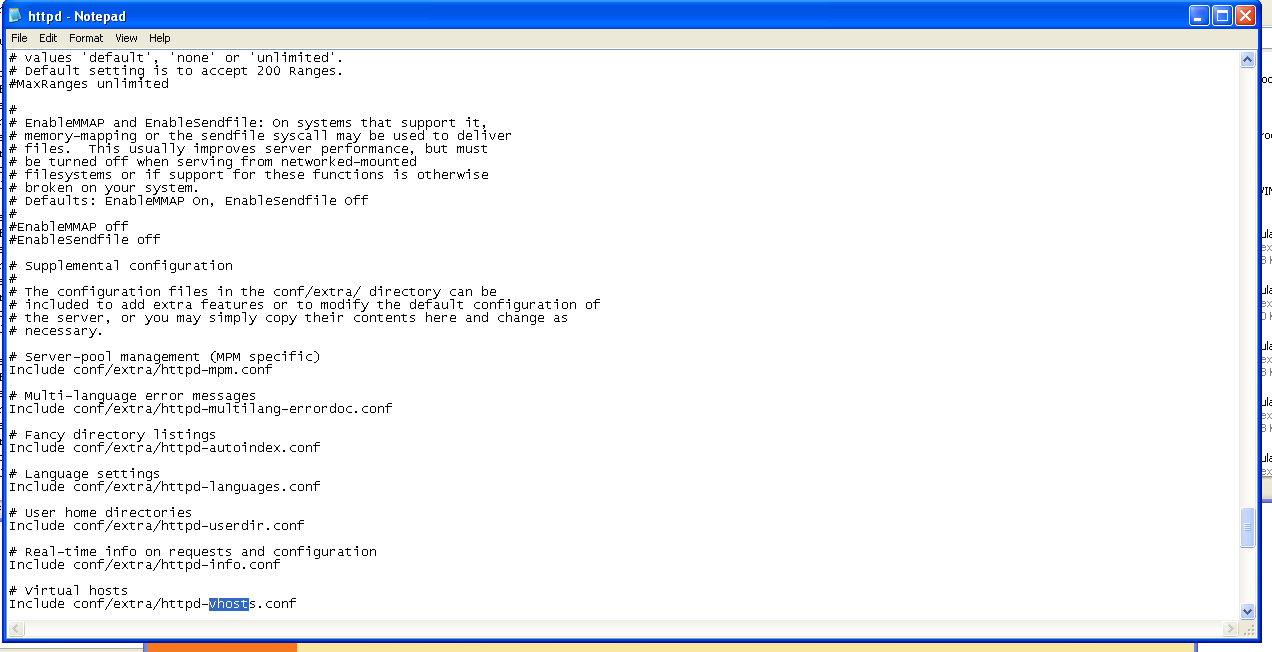 httpd - Notepad
File Edit Format View Help
# values 'default', 'none' or 'unlimited'.
# Default setting is to accept 200 Ranges.
#MaxRanges unlimited
#
# EnableMMAP and EnableSendfile: On systems that support it,
# memory-mapping or the sendfile syscall may be used to deliver
# files.  This usually improves server performance, but must
# be turned off when serving from networked-mounted
# filesystems or if support for these functions is otherwise
# broken on your system.
# Defaults: EnableMMAP On, EnableSendfile Off
#
#EnableMMAP off
#EnableSendfile off
# Supplemental configuration
#
# The configuration files in the conf/extra/ directory can be
# included to add extra features or to modify the default configuration of
# the server, or you may simply copy their contents here and change as
# necessary.
# Server-pool management (MPM specific)
Include conf/extra/httpd-mpm.conf
# Multi-language error messages
Include conf/extra/httpd-multilang-errordoc.conf
# Fancy directory listings
Include conf/extra/httpd-autoindex.conf
# Language settings
Include conf/extra/httpd-languages.conf
# User home directories
Include conf/extra/httpd-userdir.conf
# Real-time info on requests and configuration
Include conf/extra/httpd-info.conf
# Virtual hosts
Include conf/extra/httpd-vhosts.conf